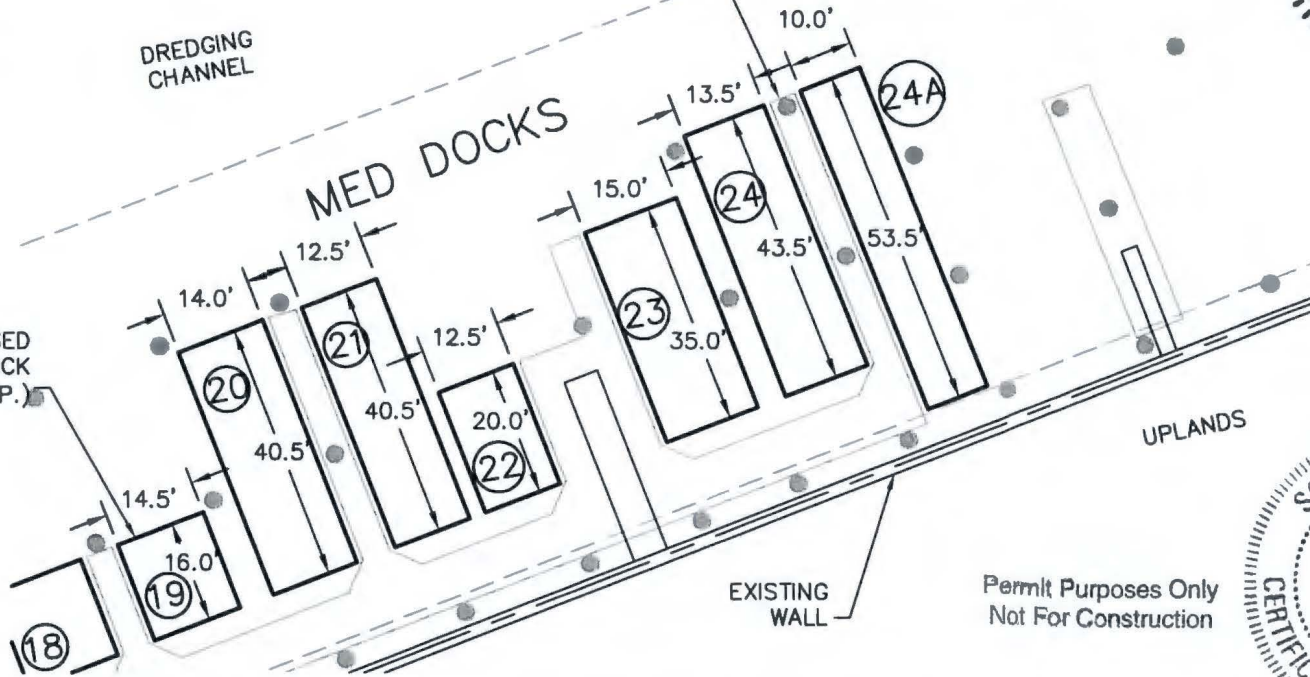 DREDGING
CHANNEL
MED DOCKS
10.0'
13.5'
24A
15.0'
24
12.5'
14.0'
43.5'
53.5'
23
21
12.5'
35.0'
20
40.5'
20.0'
40.5'
22
14.5'
16.0'
19
18
P.)
UPLANDS
EXISTING
WALL
Permit Purposes Only
Not For Construction